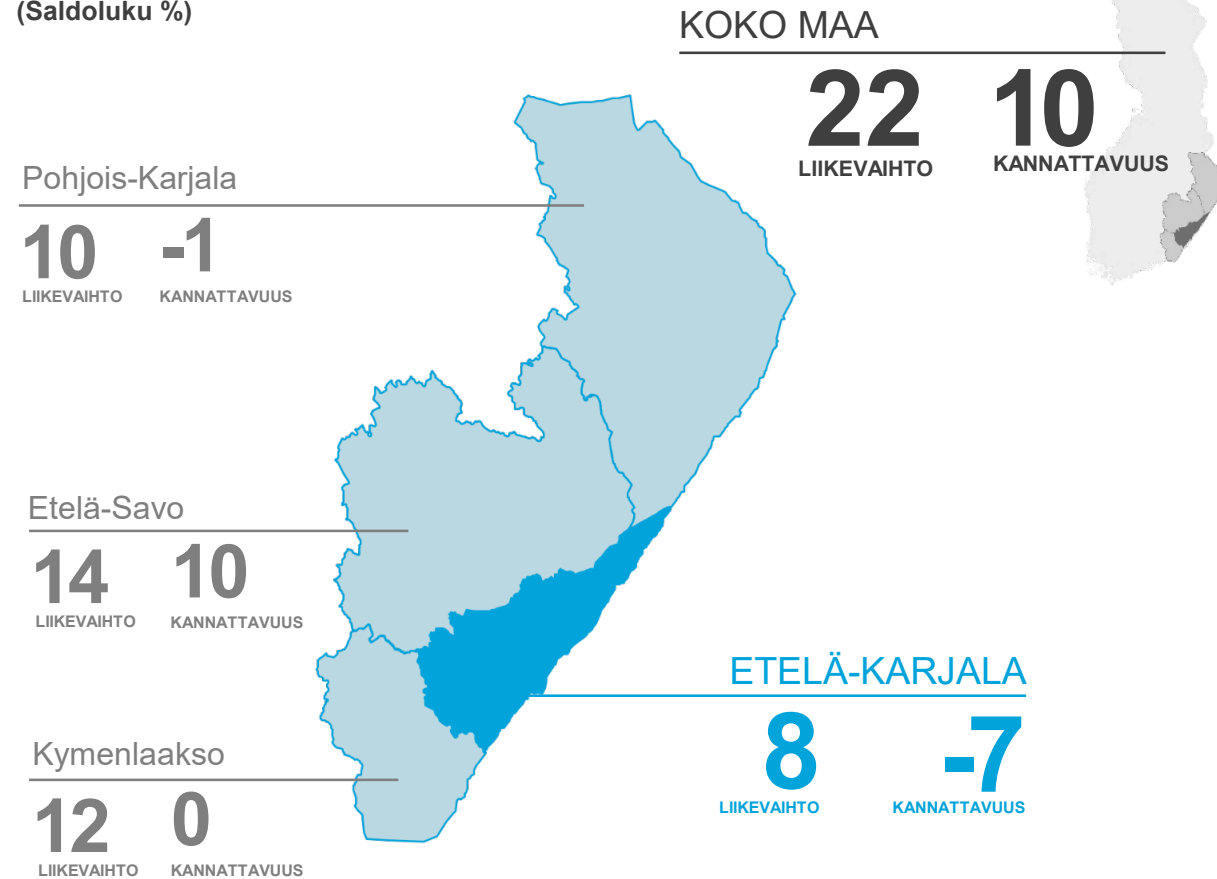 (Saldoluku %)
KOKO MAA
22 10
LIIKEVAIHTO KANNATTAVUUS
Pohjois-Karjala
10 -1
LIIKEVAIHTO KANNATTAVUUS
Etelä-Savo
14 10
LIIKEVAIHTO KANNATTAVUUS
ETELÄ-KARJALA
8 -7
LIIKEVAIHTO KANNATTAVUUS
Kymenlaakso
12 0
LIIKEVAIHTO KANNATTAVUUS